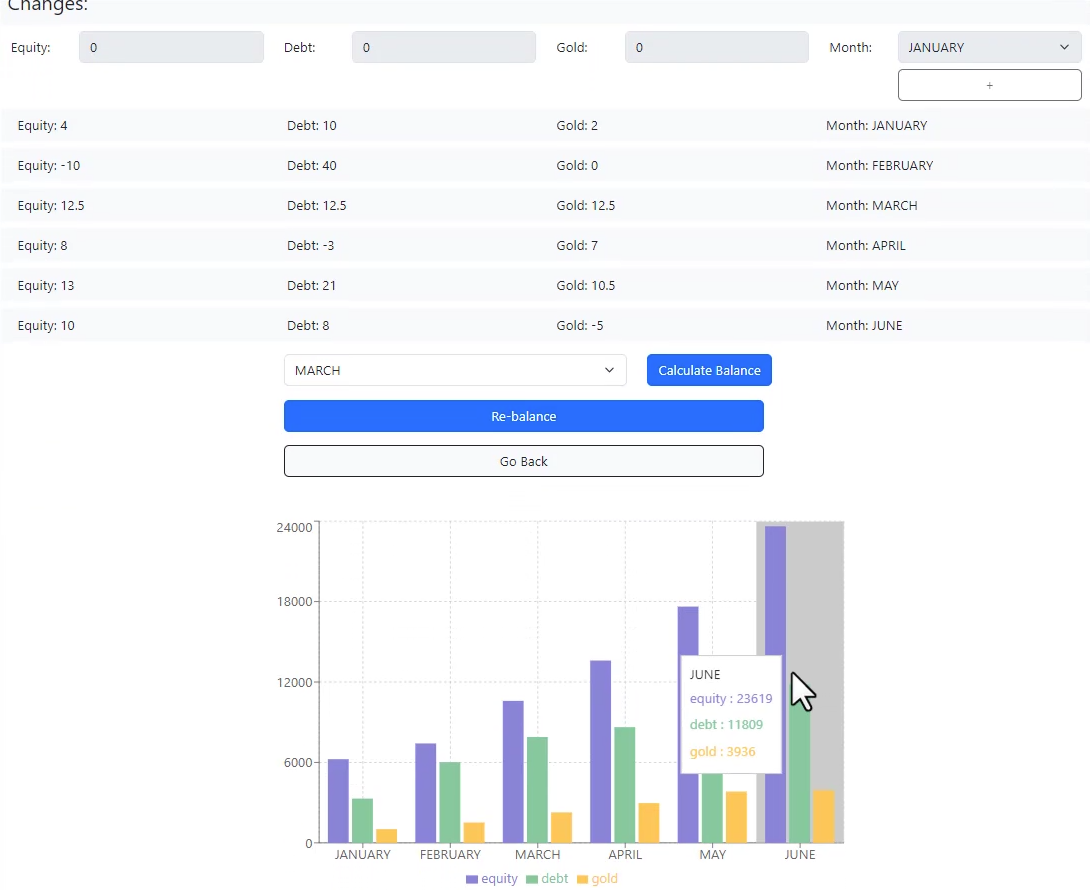 Changes:
Equity: 0 Debt: 0 Gold: 0 Month: JANUARY
+
Equity: 4 Debt: 10 Gold: 2 Month: JANUARY
Equity: -10 Debt: 40 Gold: 0 Month: FEBRUARY
Equity: 12.5 Debt: 12.5 Gold: 12.5 Month: MARCH
Equity: 8 Debt: -3 Gold: 7 Month: APRIL
Equity: 13 Debt: 21 Gold: 10.5 Month: MAY
Equity: 10 Debt: 8 Gold: -5 Month: JUNE
MARCH Calculate Balance
Re-balance
Go Back
24000
18000
12000
6000
0
JUNE
equity : 23619
debt : 11809
gold : 3936
JANUARY FEBRUARY MARCH APRIL MAY JUNE
equity debt gold